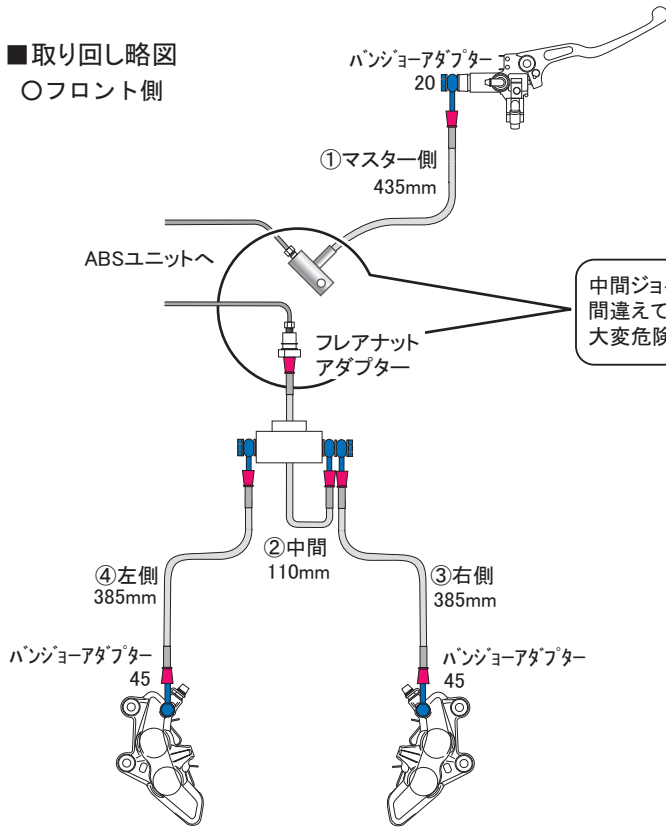 ■取り回し略図
○フロント側
バンジョーアダプター
20
①マスター側
435mm
ABSユニットへ
中間ジョ
間違えて
大変危険
フレアナット
アダプター
②中間
110mm
④左側
385mm
③右側
385mm
バンジョーアダプター
45
バンジョーアダプター
45